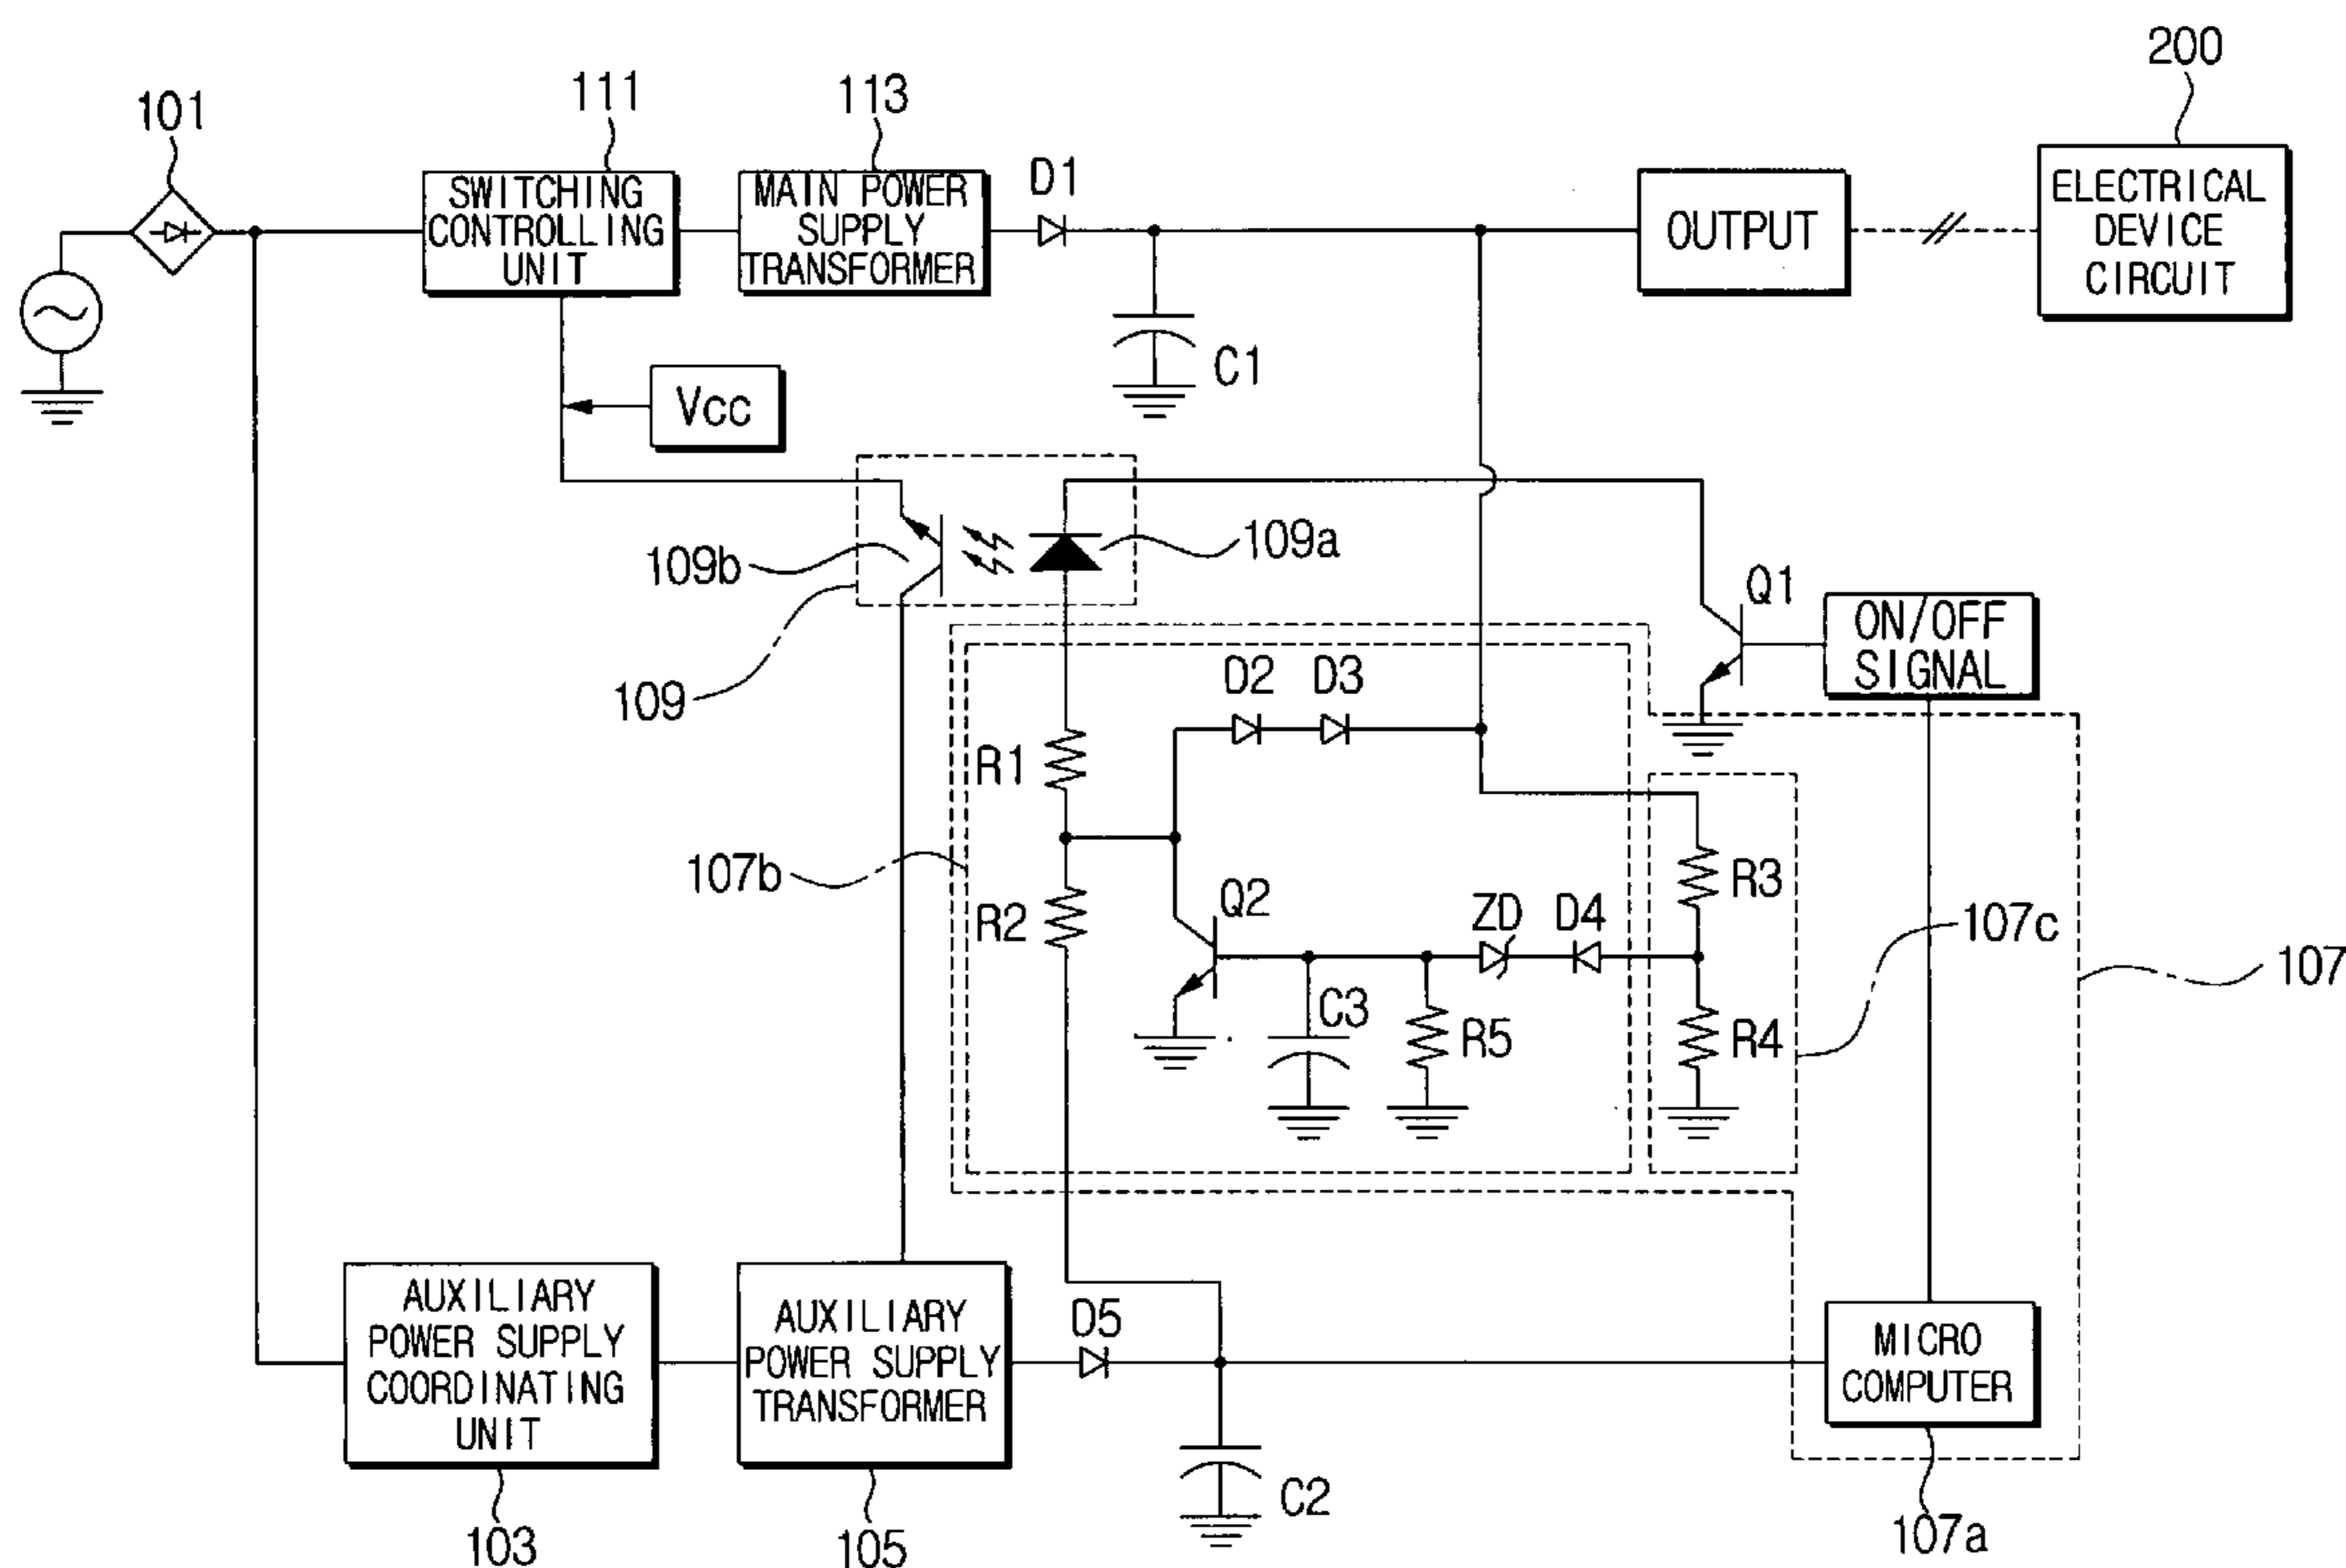 200
111
113
101
D1
SWITCHING
CONTROLLING
UNIT
MAIN POWER
SUPPLY
TRANSFORMER
OUTPUT
ELECTRICAL
DEVICE
CIRCUIT
C1
Vcc
109b
109a
109
Q1
ON/OFF
SIGNAL
D2
D3
R1
107b
R2
Q2
ZD
D4
R3
107c
107
C3
R5
R4
AUXILIARY
POWER SUPPLY
COORDINATING
UNIT
AUXILIARY
POWER SUPPLY
TRANSFORMER
D5
MICRO
COMPUTER
C2
103
105
107a